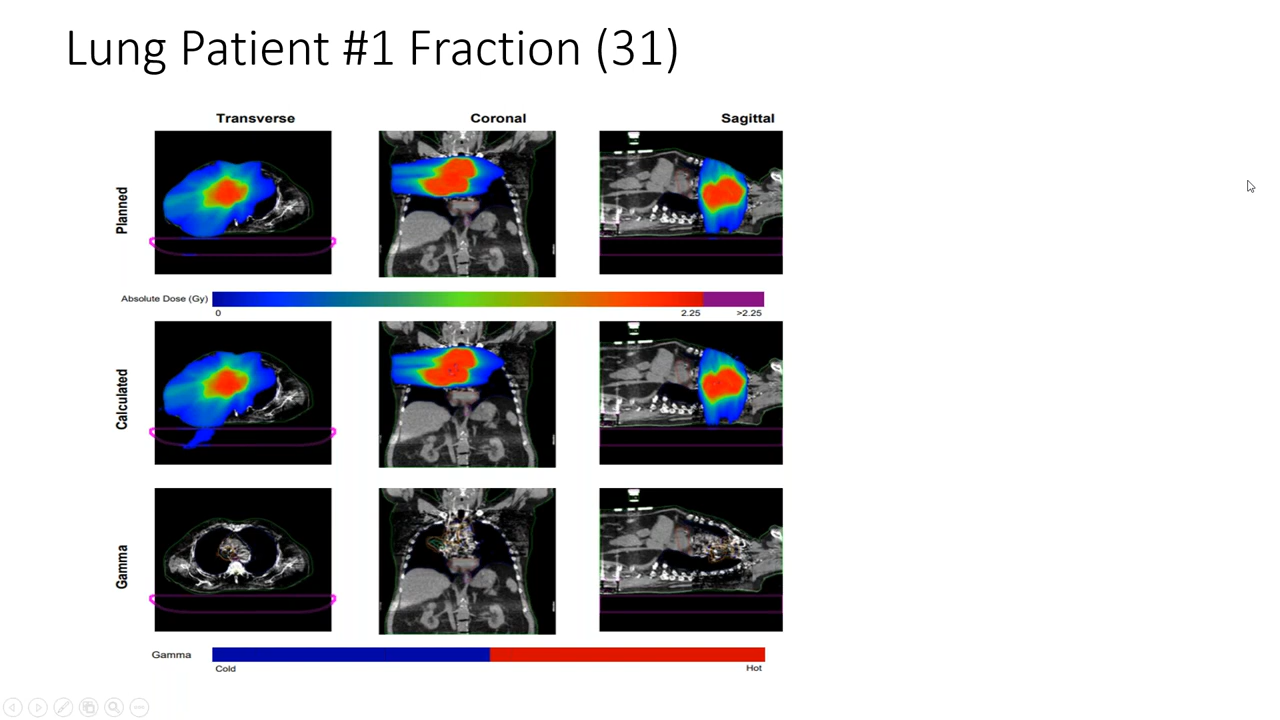 Lung Patient #1 Fraction (31)
Transverse Coronal Sagittal
Planned
Absolute Dose (Gy)
0 2.25 >2.25
Calculated
Gamma
Gamma
Cold Hot